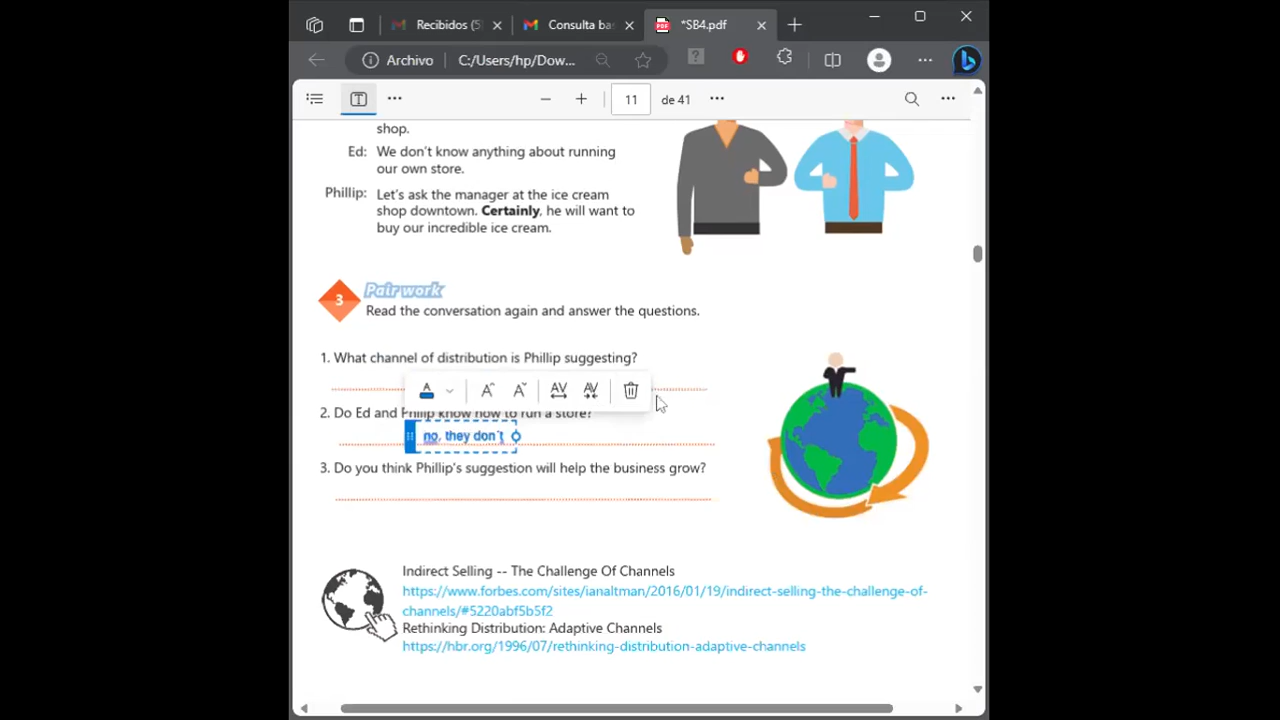 Recibidos (5
Consulta ba
*SB4.pdf
Archivo
C:/Users/hp/Dow...
11
de 41
shop.
Ed: We don't know anything about running
our own store.
Phillip: Let's ask the manager at the ice cream
shop downtown. Certainly, he will want to
buy our incredible ice cream.
3
Pair work
Read the conversation again and answer the questions.
1. What channel of distribution is Phillip suggesting?
2. Do Ed and Phillip know how to run a store?
no, they don´t
3. Do you think Phillip's suggestion will help the business grow?
Indirect Selling -- The Challenge Of Channels
https://www.forbes.com/sites/ianaltman/2016/01/19/indirect-selling-the-challenge-of-
channels/#5220abf5b5f2
Rethinking Distribution: Adaptive Channels
https://hbr.org/1996/07/rethinking-distribution-adaptive-channels